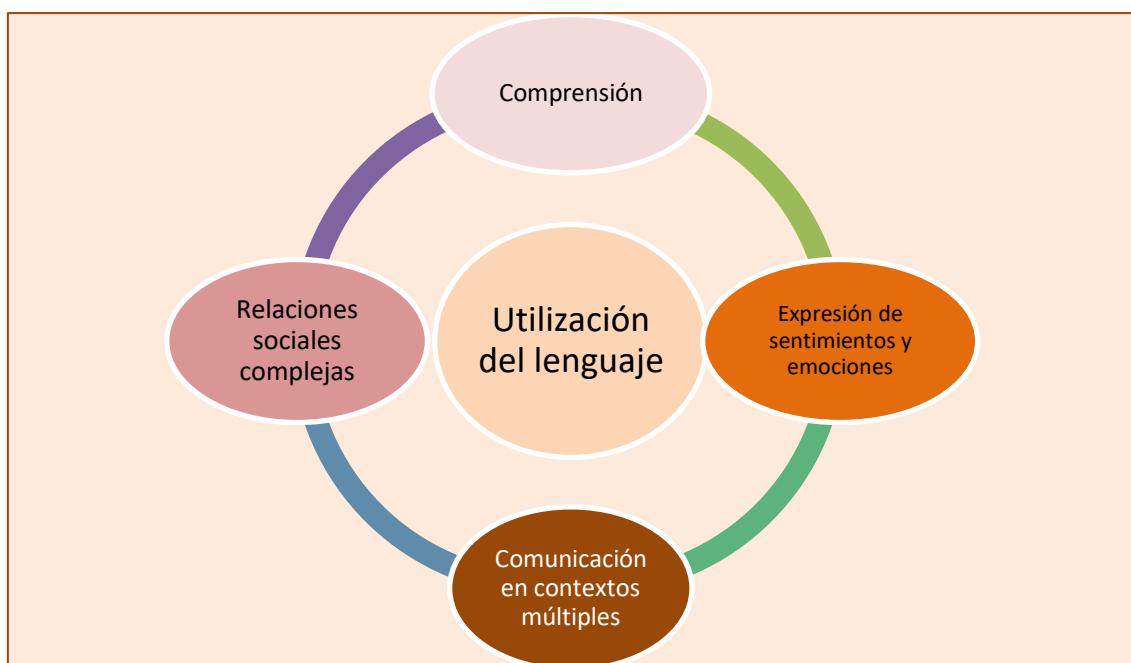 Comprensión
Relaciones
sociales
complejas
Utilización
del lenguaje
Expresión de
sentimientos y
emociones
Comunicación
en contextos
múltiples